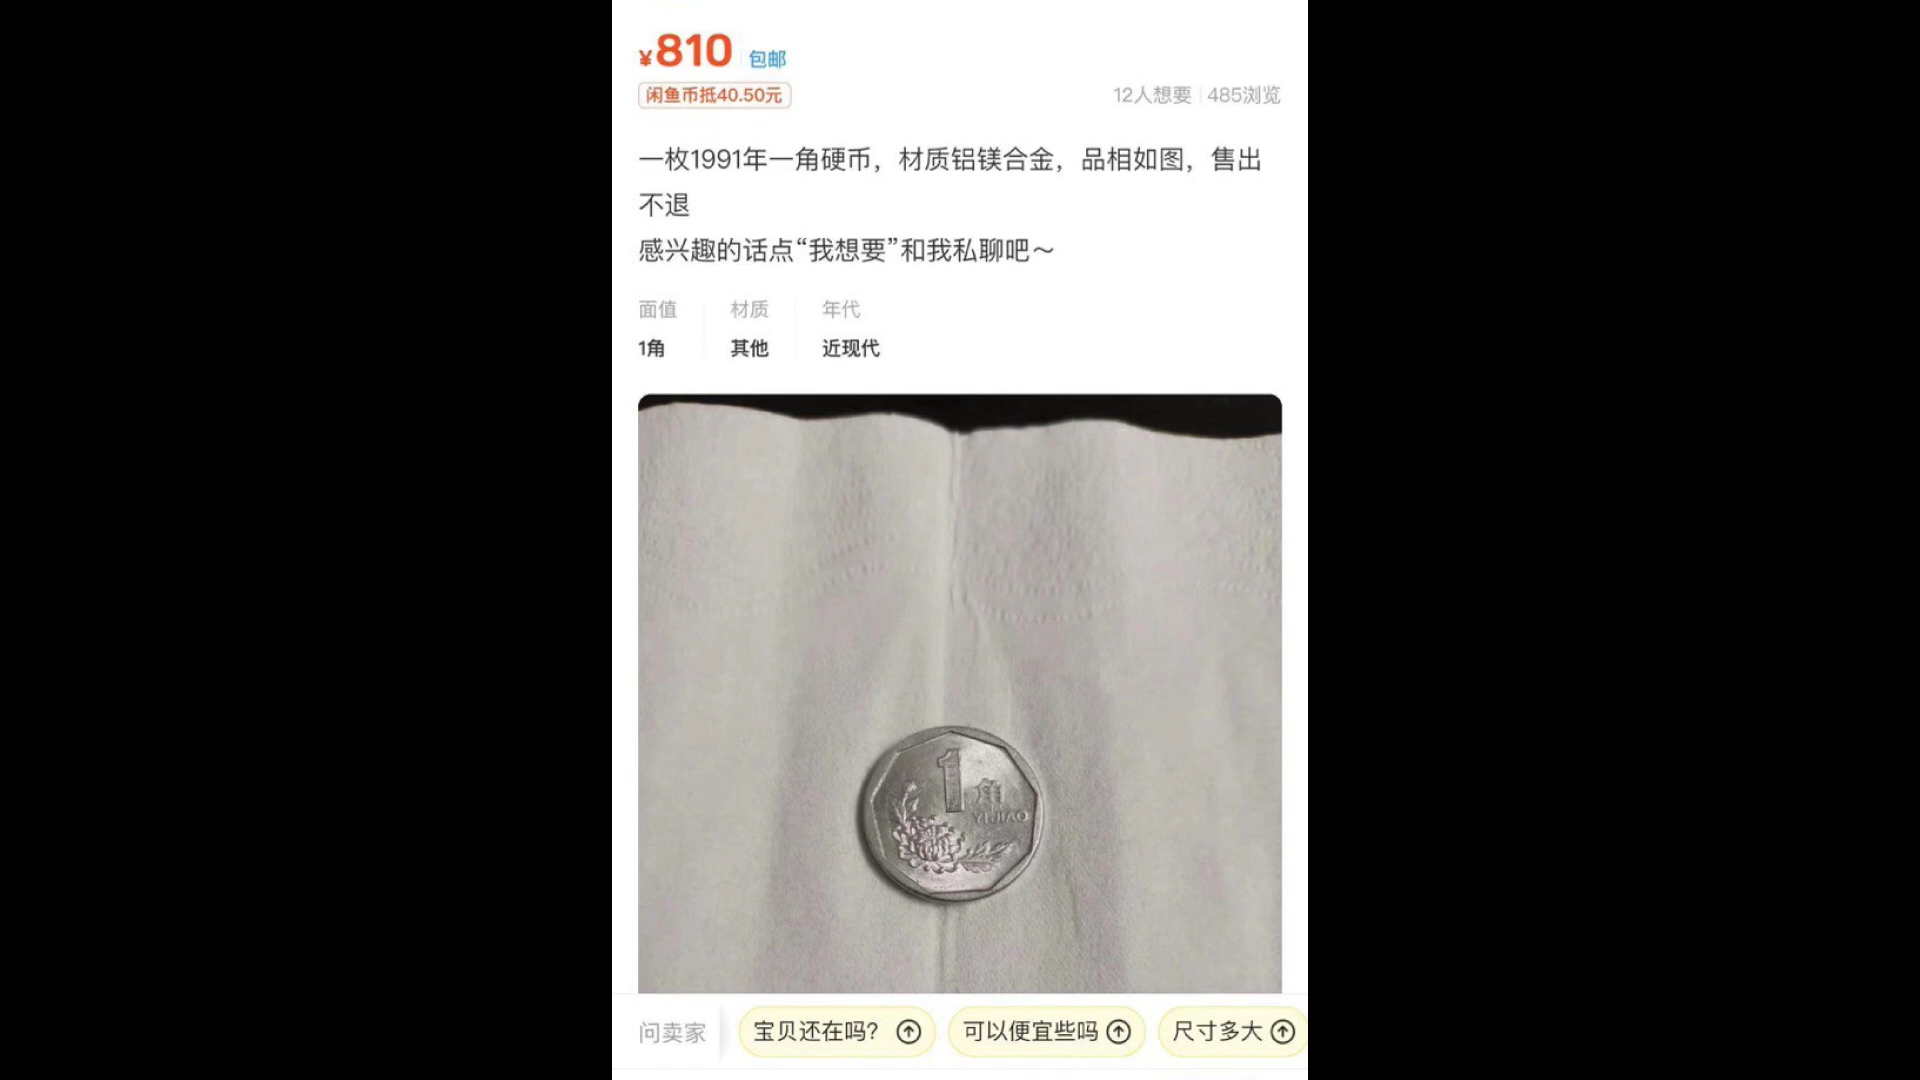 ¥810 包邮
闲鱼币抵40.50元
12人想要 | 485浏览
一枚1991年一角硬币，材质铝镁合金，品相如图，售出
不退
感兴趣的话点“我想要”和我私聊吧～
面值 材质 年代
1角 其他 近现代
1
角
YIJIAO
问卖家 宝贝还在吗？ 可以便宜些吗 尺寸多大